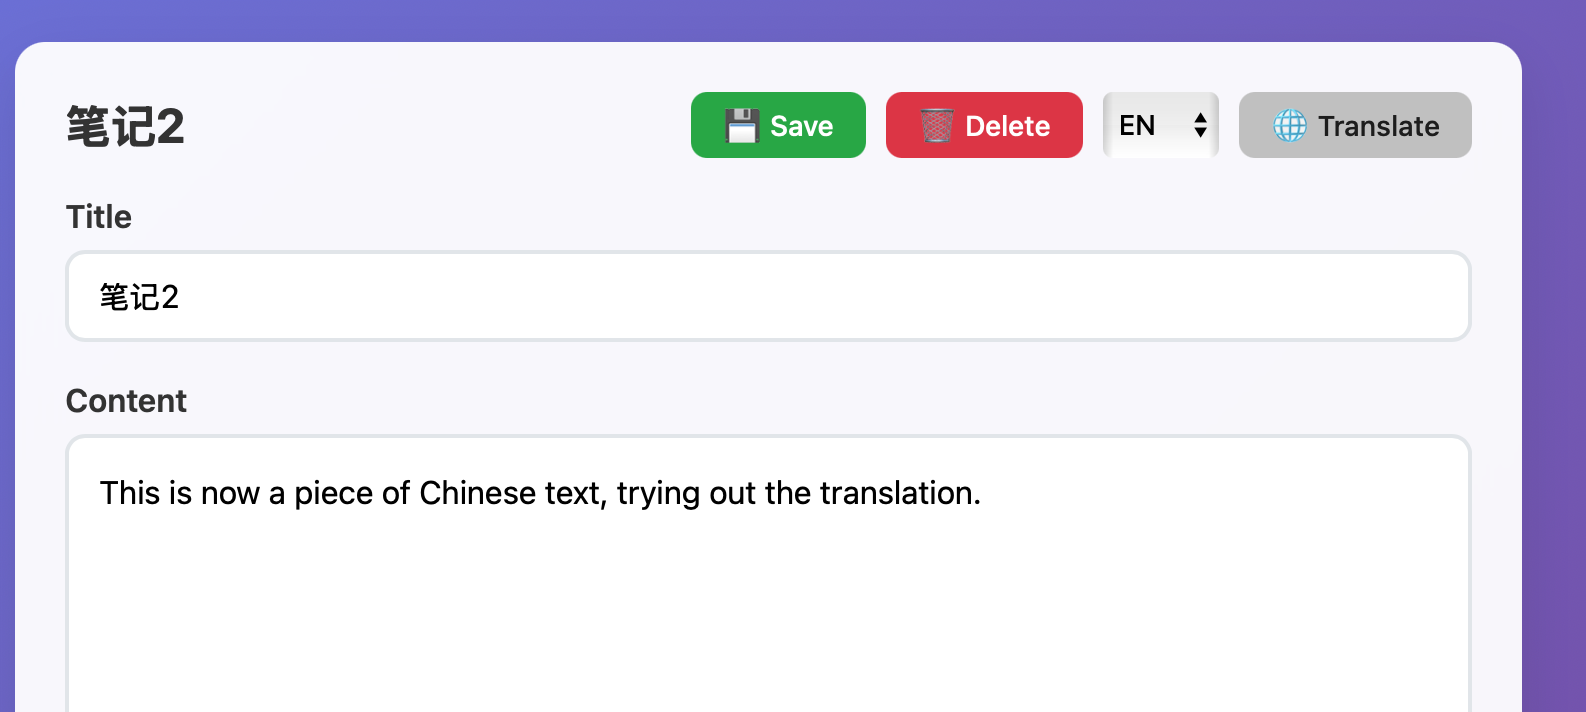 笔记2
💾 Save
🗑️ Delete
EN
🌐 Translate
Title
笔记2
Content
This is now a piece of Chinese text, trying out the translation.